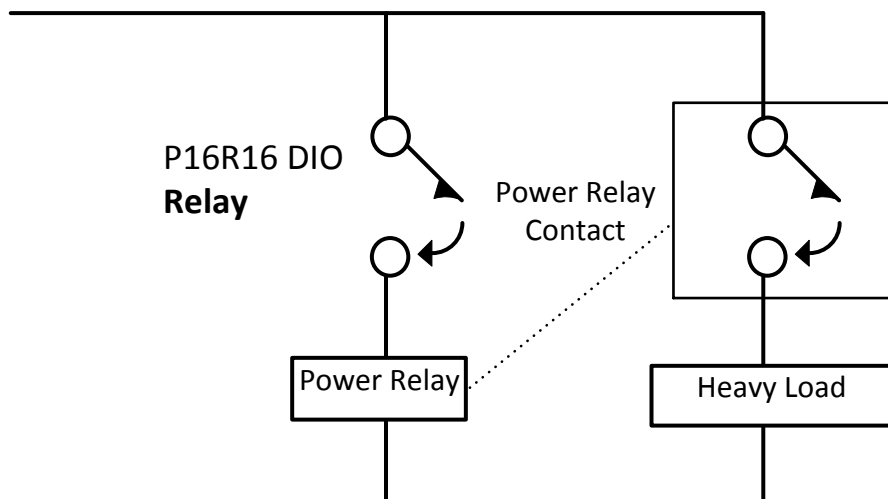 P16R16 DIO
Relay
Power Relay
Contact
Power Relay
Heavy Load